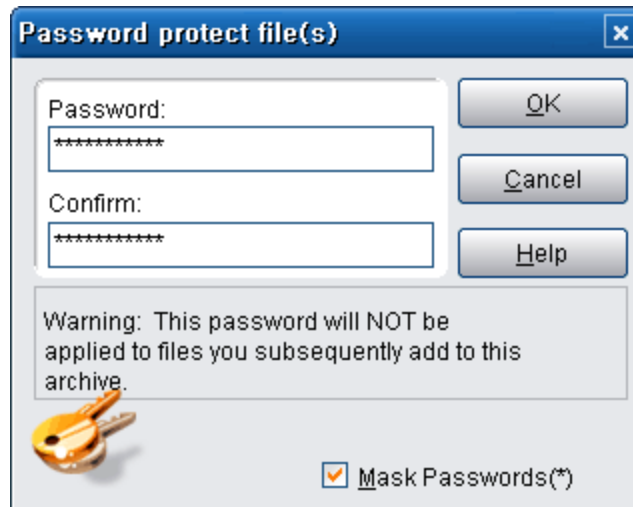 Password protect file(s)
Password:
***********
Confirm:
***********
OK
Cancel
Help
Warning:  This password will NOT be
applied to files you subsequently add to this
archive.
Mask Passwords(*)